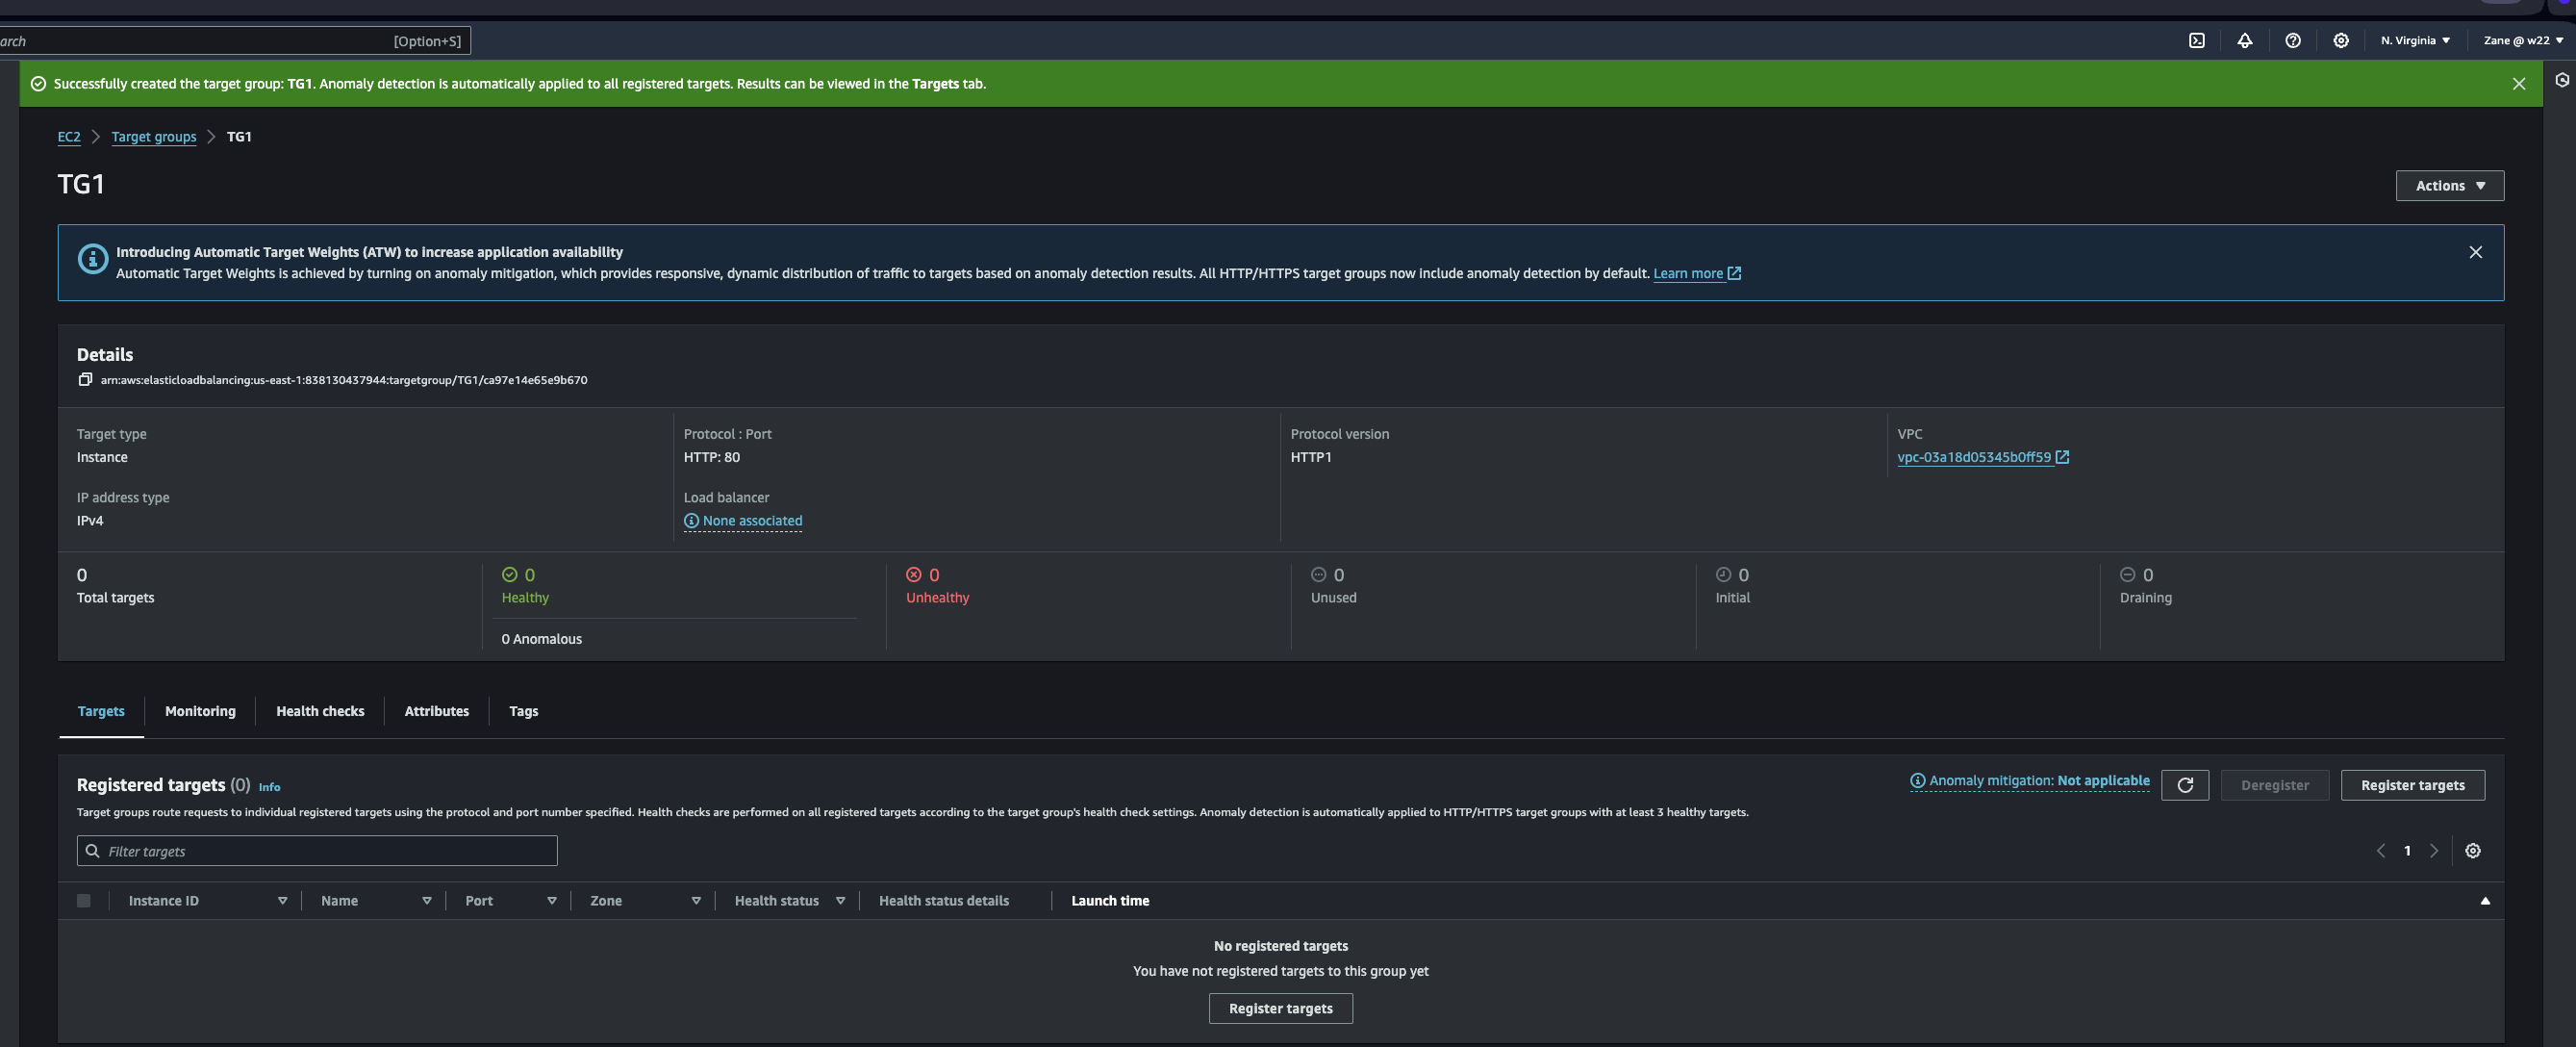 arch [Option+S] N. Virginia Zane @ w22
Successfully created the target group: TG1. Anomaly detection is automatically applied to all registered targets. Results can be viewed in the Targets tab.
EC2 Target groups TG1
TG1
Actions
Introducing Automatic Target Weights (ATW) to increase application availability
Automatic Target Weights is achieved by turning on anomaly mitigation, which provides responsive, dynamic distribution of traffic to targets based on anomaly detection results. All HTTP/HTTPS target groups now include anomaly detection by default. Learn more
Details
arn:aws:elasticloadbalancing:us-east-1:838130437944:targetgroup/TG1/ca97e14e65e9b670
Target type Protocol : Port Protocol version VPC
Instance HTTP: 80 HTTP1 vpc-03a18d05345b0ff59
IP address type Load balancer
IPv4 None associated
0 0 0 0 0 0
Total targets Healthy Unhealthy Unused Initial Draining
0 Anomalous
Targets Monitoring Health checks Attributes Tags
Registered targets (0) Info Anomaly mitigation: Not applicable Deregister Register targets
Target groups route requests to individual registered targets using the protocol and port number specified. Health checks are performed on all registered targets according to the target group's health check settings. Anomaly detection is automatically applied to HTTP/HTTPS target groups with at least 3 healthy targets.
Filter targets 1
Instance ID Name Port Zone Health status Health status details Launch time
No registered targets
You have not registered targets to this group yet
Register targets